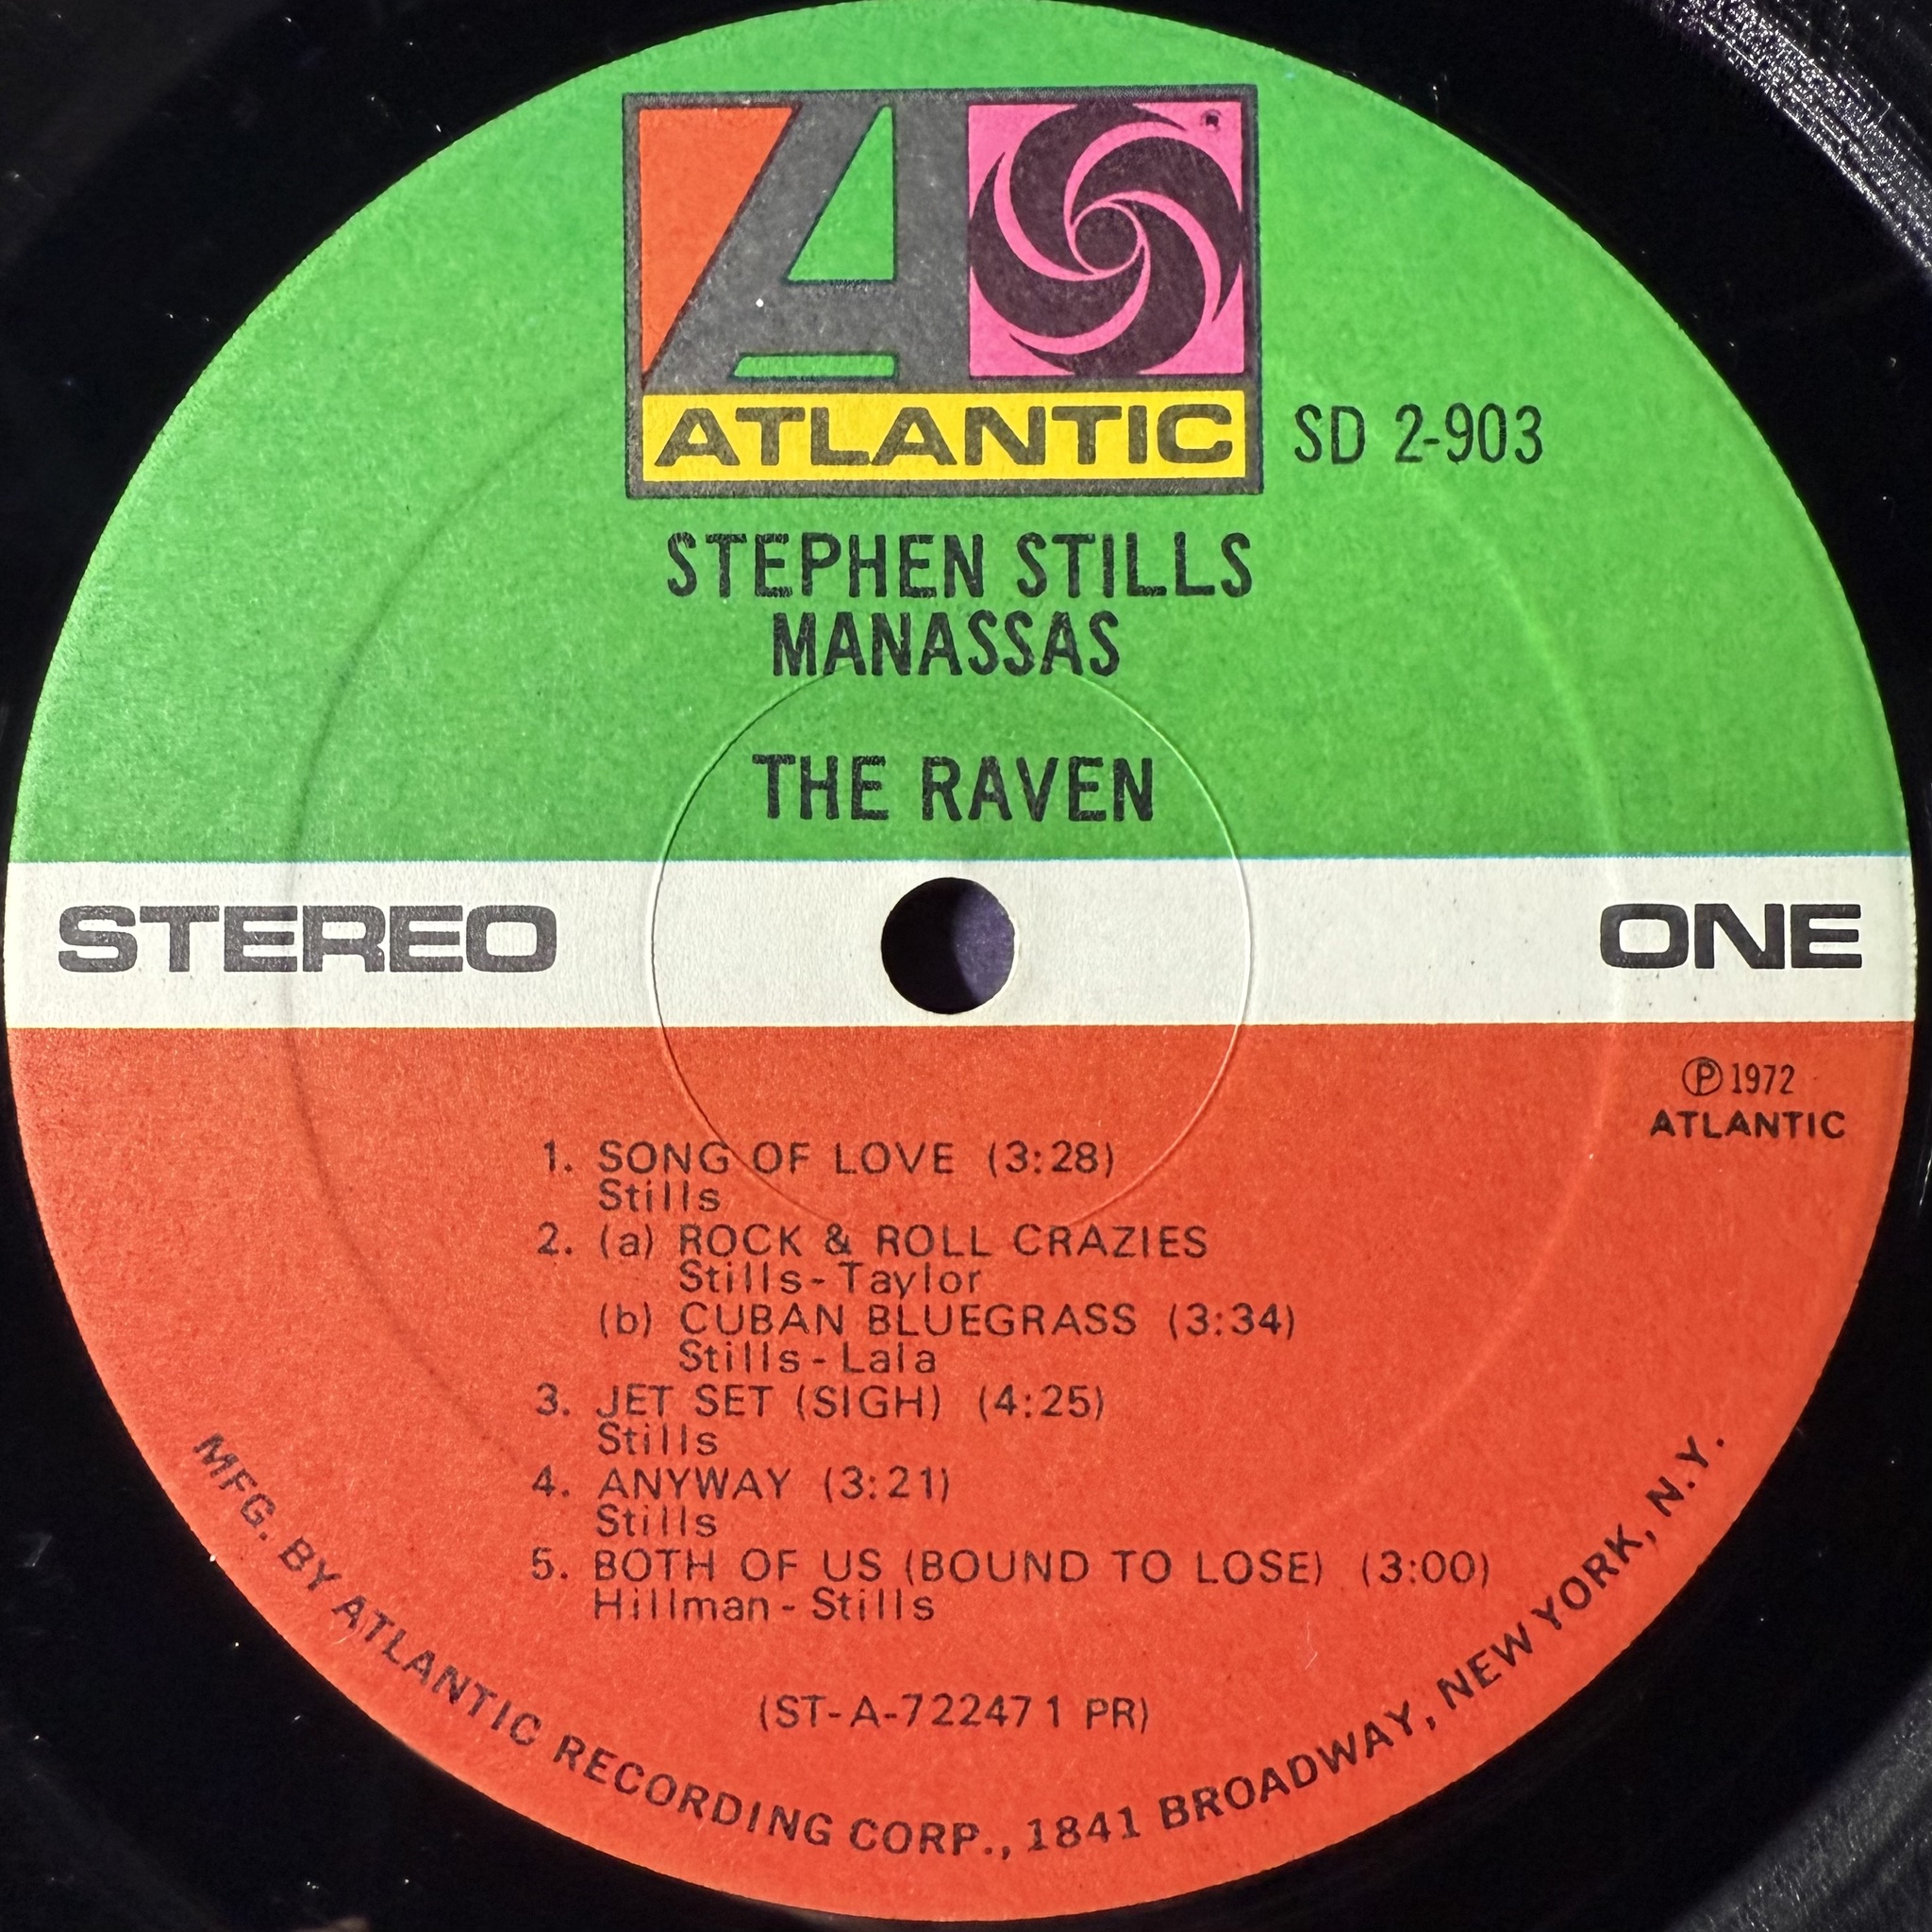 ATLANTIC
SD 2-903
STEPHEN STILLS
MANASSAS
THE RAVEN
STEREO
ONE
Ⓟ 1972
ATLANTIC
1. SONG OF LOVE (3:28)
Stills
2. (a) ROCK & ROLL CRAZIES
Stills-Taylor
(b) CUBAN BLUEGRASS (3:34)
Stills-Lala
3. JET SET (SIGH) (4:25)
Stills
4. ANYWAY (3:21)
Stills
5. BOTH OF US (BOUND TO LOSE) (3:00)
Hillman-Stills
(ST-A-722471 PR)
MFG. BY ATLANTIC RECORDING CORP., 1841 BROADWAY, NEW YORK, N.Y.